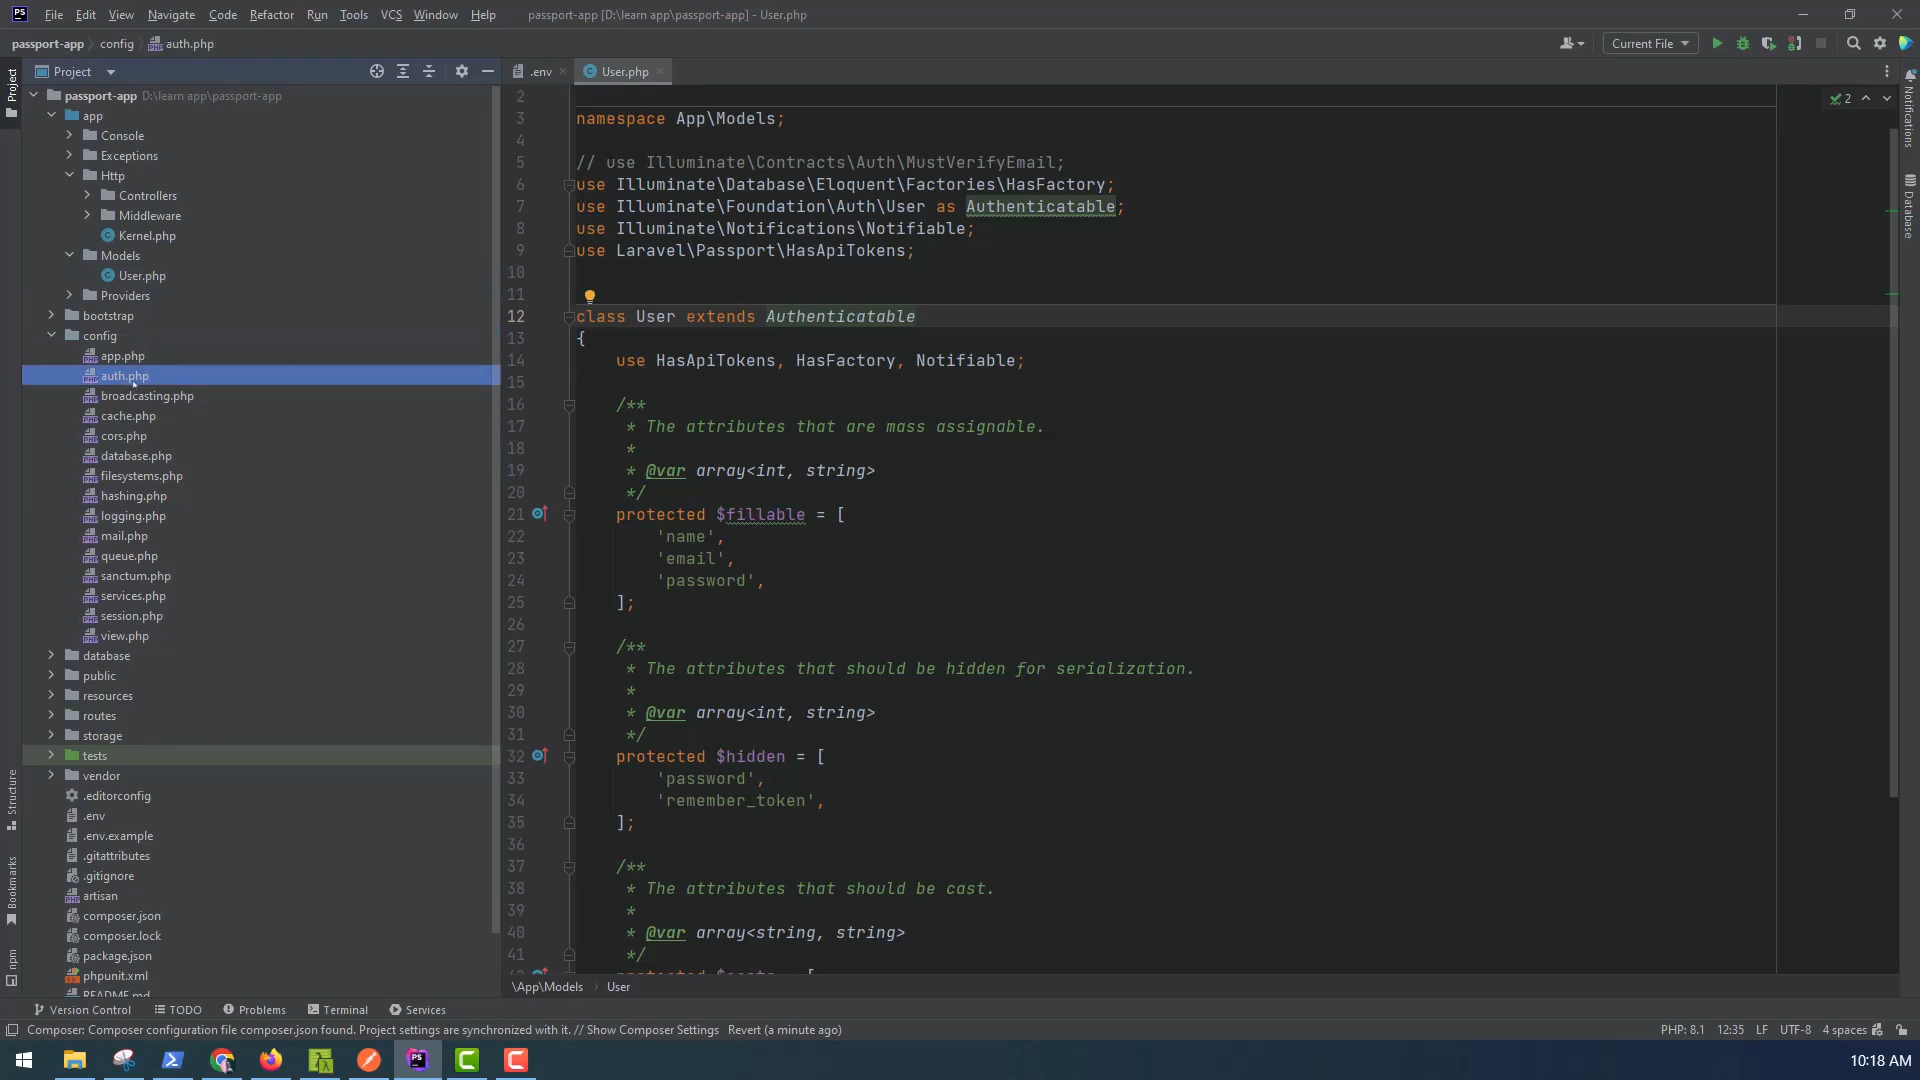 PS File Edit View Navigate Code Refactor Run Tools VCS Window Help passport-app [D:\learn app\passport-app] - User.php
passport-app config auth.php Current File
Project
.env User.php
passport-app D:\learn app\passport-app
app
Console
Exceptions
Http
Controllers
Middleware
Kernel.php
Models
User.php
Providers
bootstrap
config
app.php
auth.php
broadcasting.php
cache.php
cors.php
database.php
filesystems.php
hashing.php
logging.php
mail.php
queue.php
sanctum.php
services.php
session.php
view.php
database
public
resources
routes
storage
tests
vendor
.editorconfig
.env
.env.example
.gitattributes
.gitignore
artisan
composer.json
composer.lock
package.json
phpunit.xml
README.md
Project
Structure
Bookmarks
npm
2
2
3 namespace App\Models;
4
5 // use Illuminate\Contracts\Auth\MustVerifyEmail;
6 use Illuminate\Database\Eloquent\Factories\HasFactory;
7 use Illuminate\Foundation\Auth\User as Authenticatable;
8 use Illuminate\Notifications\Notifiable;
9 use Laravel\Passport\HasApiTokens;
10
11
12 class User extends Authenticatable
13 {
14 use HasApiTokens, HasFactory, Notifiable;
15
16 /**
17 * The attributes that are mass assignable.
18 *
19 * @var array<int, string>
20 */
21 protected $fillable = [
22 'name',
23 'email',
24 'password',
25 ];
26
27 /**
28 * The attributes that should be hidden for serialization.
29 *
30 * @var array<int, string>
31 */
32 protected $hidden = [
33 'password',
34 'remember_token',
35 ];
36
37 /**
38 * The attributes that should be cast.
39 *
40 * @var array<string, string>
41 */
Notifications
Database
\App\Models User
Version Control TODO Problems Terminal Services
Composer: Composer configuration file composer.json found. Project settings are synchronized with it. // Show Composer Settings Revert (a minute ago) PHP: 8.1 12:35 LF UTF-8 4 spaces
PS
10:18 AM